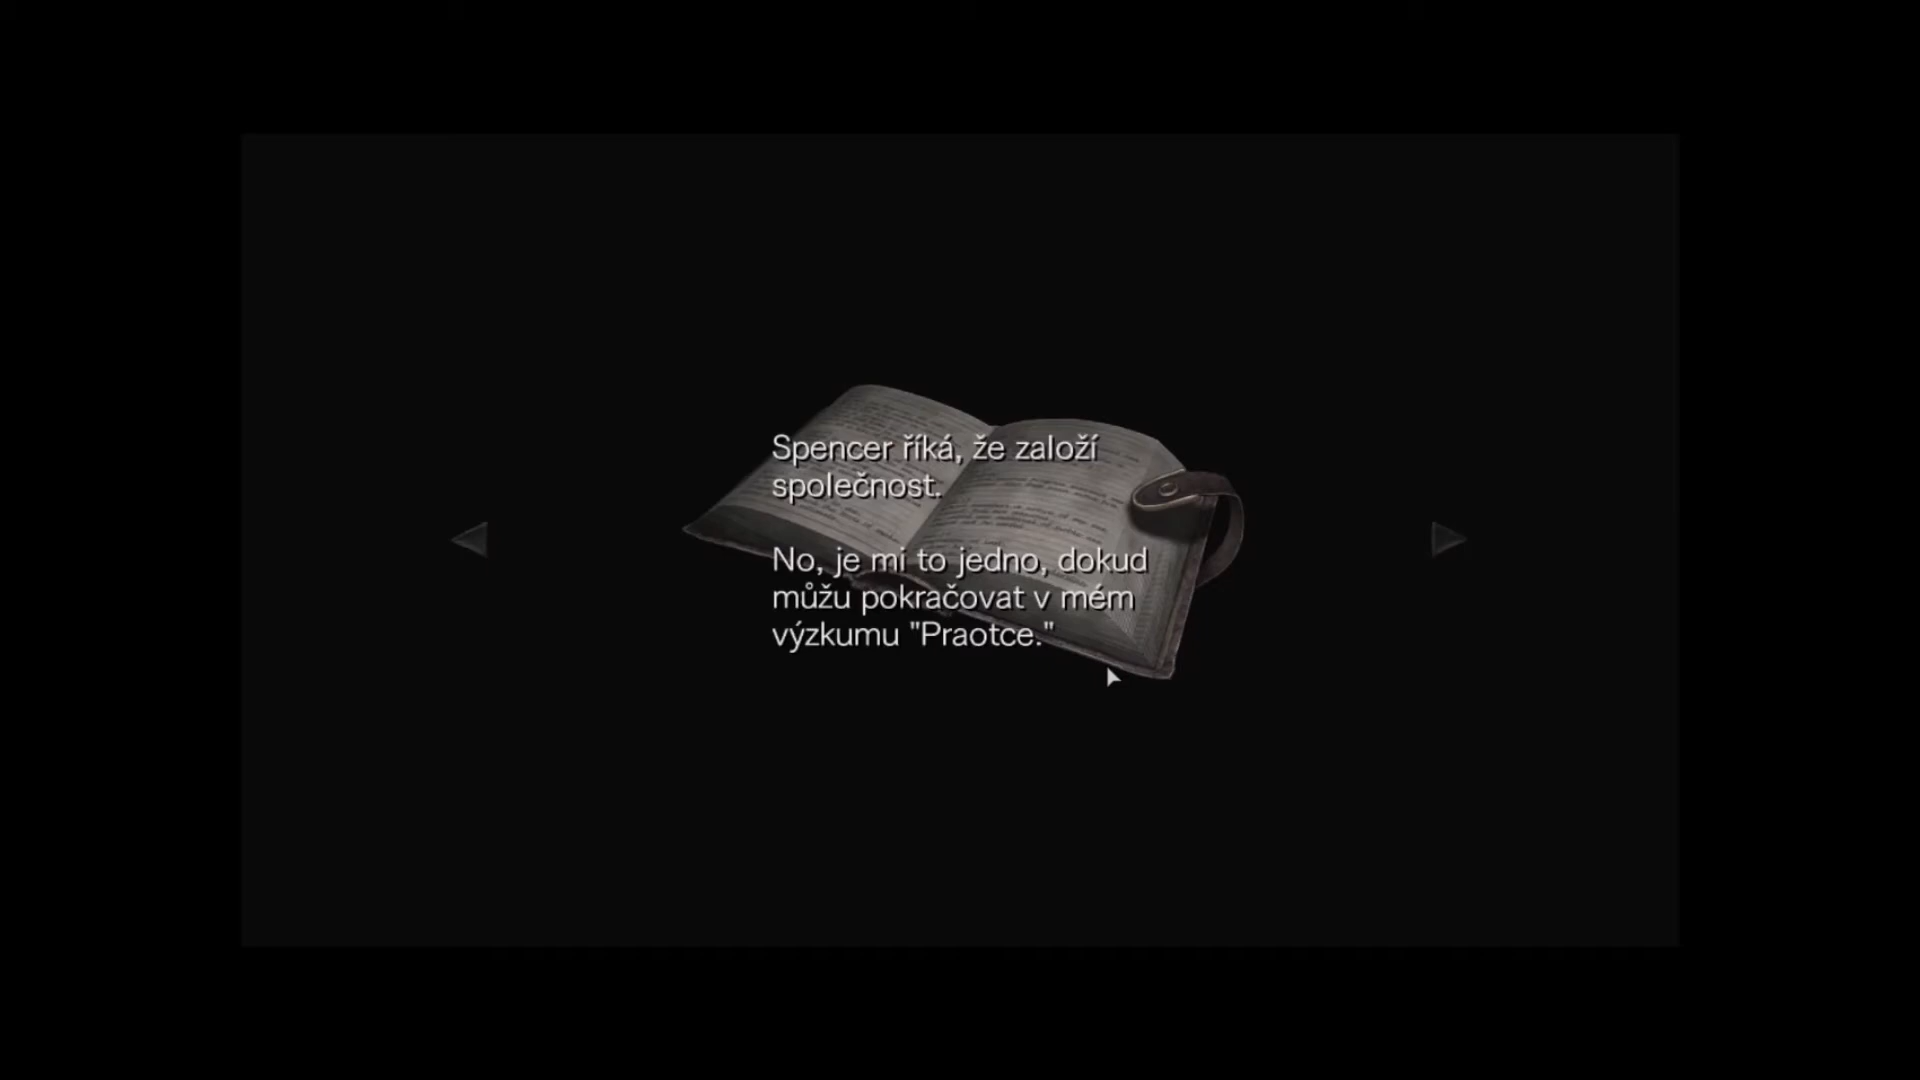 Spencer říká, že založí
společnost.
No, je mi to jedno, dokud
můžu pokračovat v mém
výzkumu "Praotce."